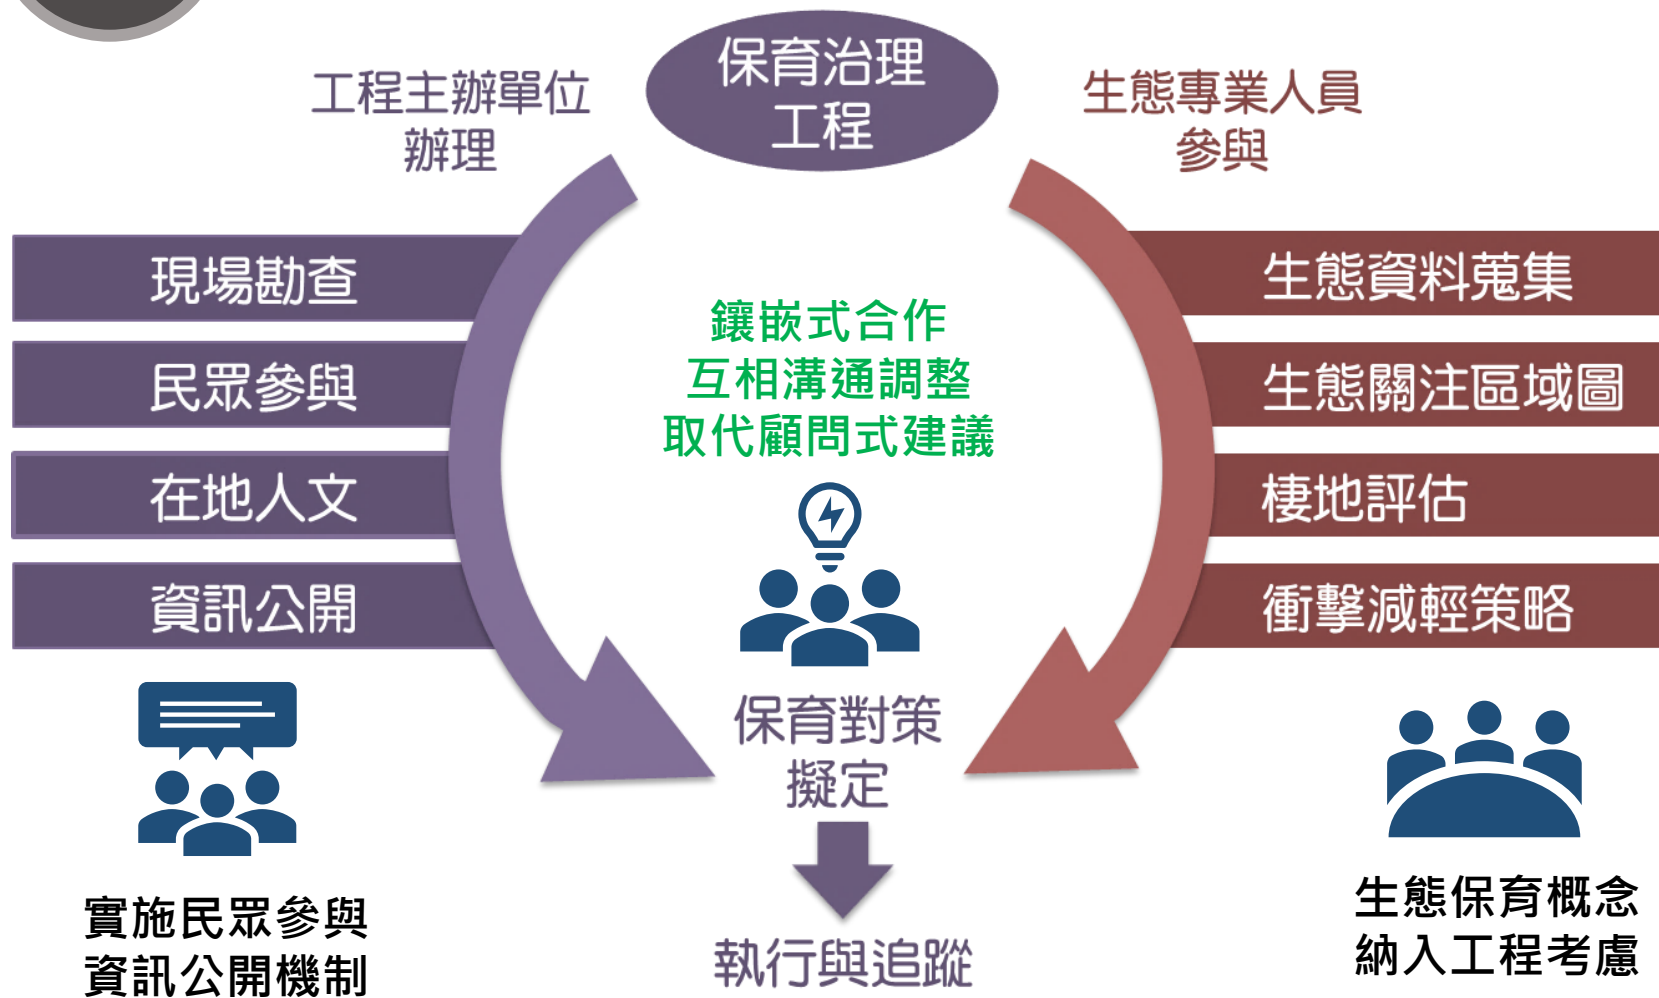 保育治理
工程
工程主辦單位
辦理
生態專業人員
參與
現場勘查
民眾參與
在地人文
資訊公開
鑲嵌式合作
互相溝通調整
取代顧問式建議
生態資料蒐集
生態關注區域圖
棲地評估
衝擊減輕策略
保育對策
擬定
執行與追蹤
實施民眾參與
資訊公開機制
生態保育概念
納入工程考慮